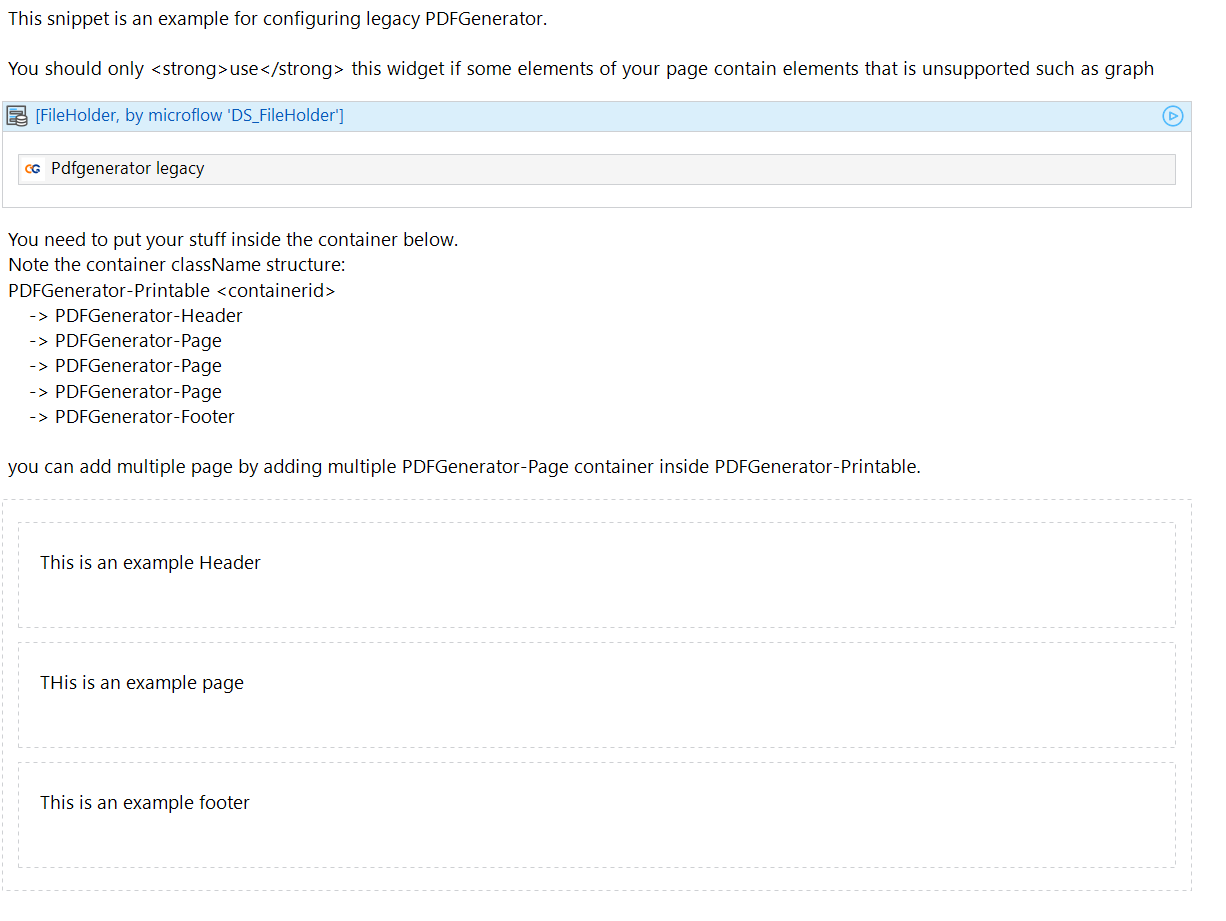 This snippet is an example for configuring legacy PDFGenerator.
You should only <strong>use</strong> this widget if some elements of your page contain elements that is unsupported such as graph
[FileHolder, by microflow 'DS_FileHolder']
CG Pdfgenerator legacy
You need to put your stuff inside the container below.
Note the container className structure:
PDFGenerator-Printable <containerid>
-> PDFGenerator-Header
-> PDFGenerator-Page
-> PDFGenerator-Page
-> PDFGenerator-Page
-> PDFGenerator-Footer
you can add multiple page by adding multiple PDFGenerator-Page container inside PDFGenerator-Printable.
This is an example Header
THis is an example page
This is an example footer